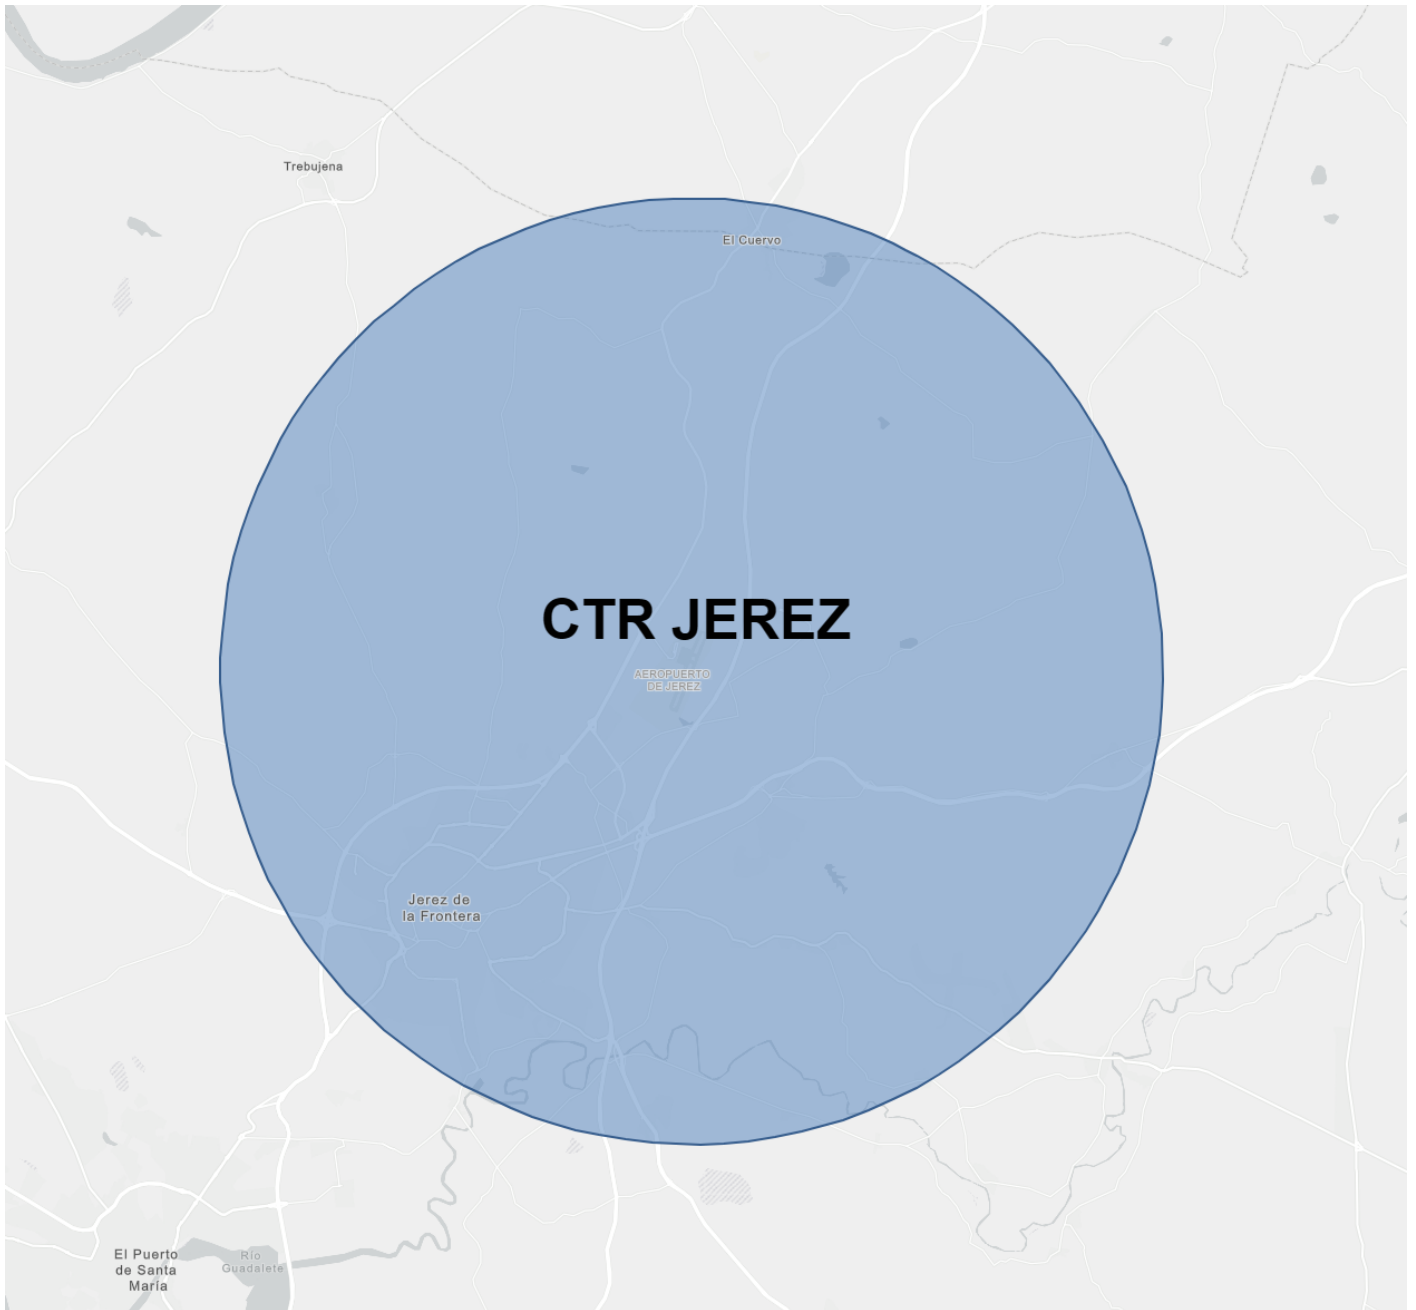 Trebujena
El Cuervo
CTR JEREZ
AEROPUERTO
DE JEREZ
Jerez de
la Frontera
El Puerto
de Santa
María
Río
Guadalete